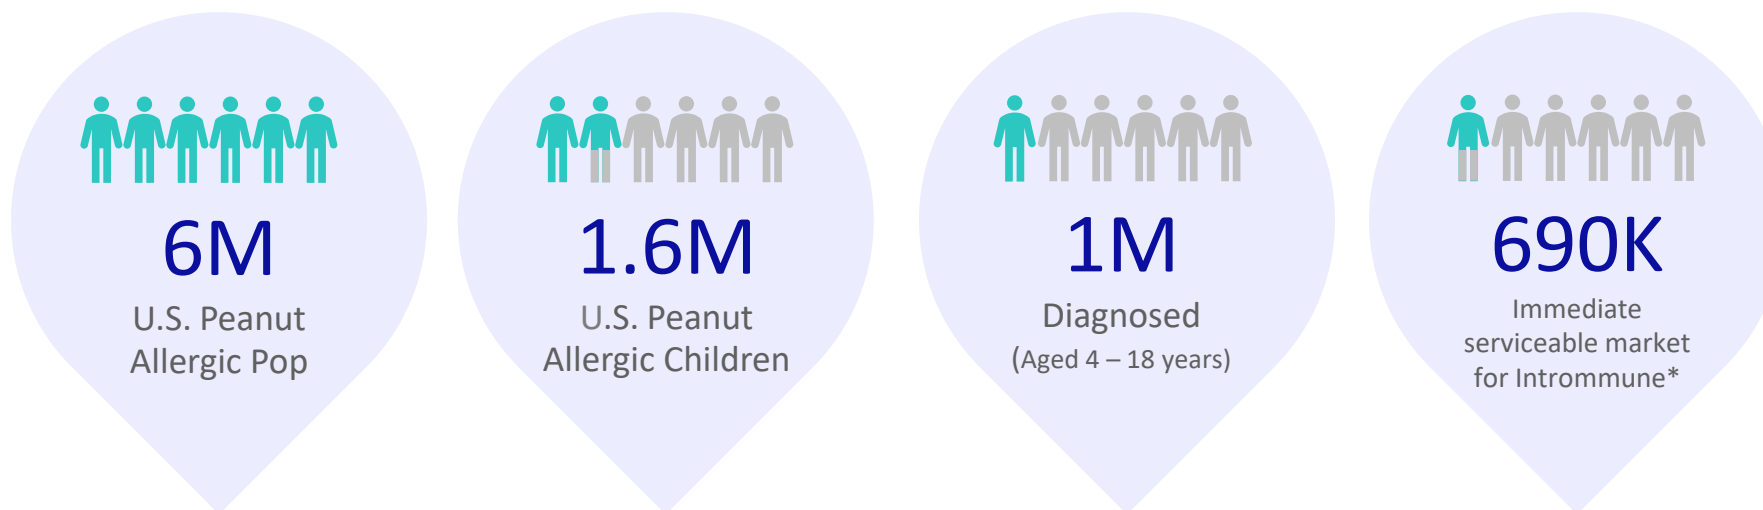 6M
U.S. Peanut
Allergic Pop
1.6M
U.S. Peanut
Allergic Children
1M
Diagnosed
(Aged 4 – 18 years)
690K
Immediate
serviceable market
for Intrommune*